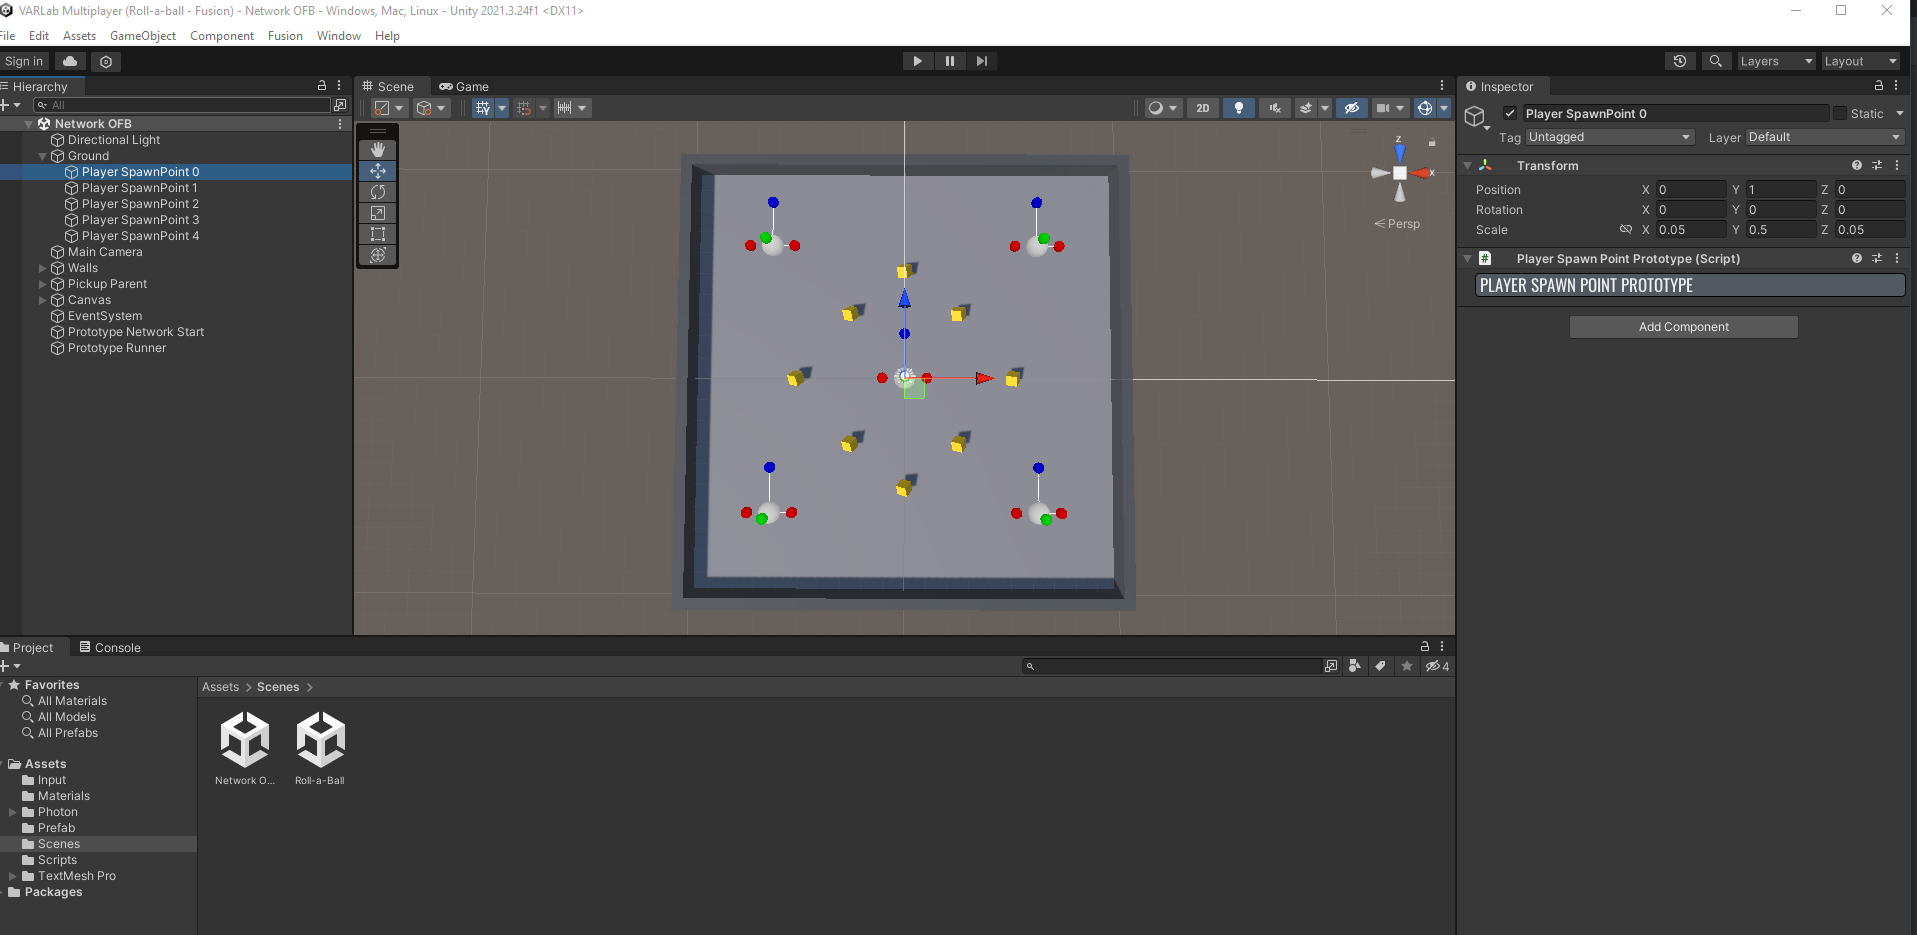 VARLab Multiplayer (Roll-a-ball - Fusion) - Network OFB - Windows, Mac, Linux - Unity 2021.3.24f1 <DX11>
File Edit Assets GameObject Component Fusion Window Help
Sign in
Layers Layout
Hierarchy
All
Network OFB
Directional Light
Ground
Player SpawnPoint 0
Player SpawnPoint 1
Player SpawnPoint 2
Player SpawnPoint 3
Player SpawnPoint 4
Main Camera
Walls
Pickup Parent
Canvas
EventSystem
Prototype Network Start
Prototype Runner
Scene Game
2D
z
x
Persp
Inspector
Player SpawnPoint 0 Static
Tag Untagged Layer Default
Transform
Position X 0 Y 1 Z 0
Rotation X 0 Y 0 Z 0
Scale X 0.05 Y 0.5 Z 0.05
# Player Spawn Point Prototype (Script)
PLAYER SPAWN POINT PROTOTYPE
Add Component
Project Console
4
Favorites
All Materials
All Models
All Prefabs
Assets
Input
Materials
Photon
Prefab
Scenes
Scripts
TextMesh Pro
Packages
Assets > Scenes >
Network O...
Roll-a-Ball